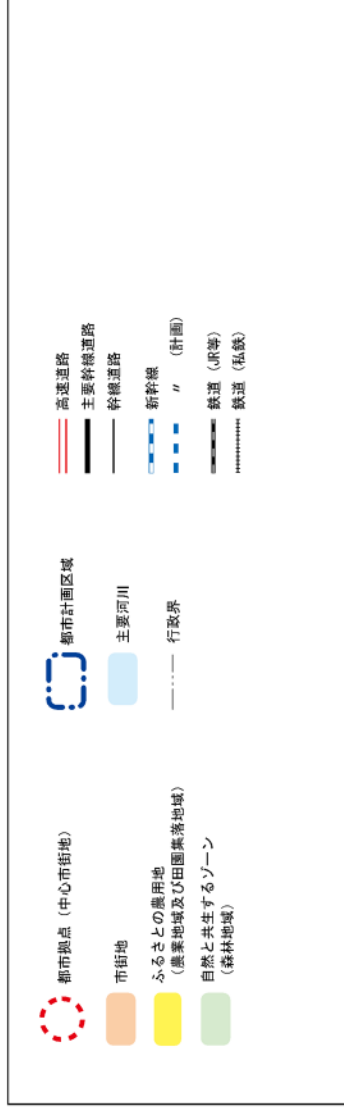 都市拠点（中心市街地）
市街地
ふるさとの農用地
（農業地域及び田園集落地域）
自然と共生するゾーン
（森林地域）
都市計画区域
主要河川
行政界
高速道路
主要幹線道路
幹線道路
新幹線
〃　（計画）
鉄道（JR等）
鉄道（私鉄）